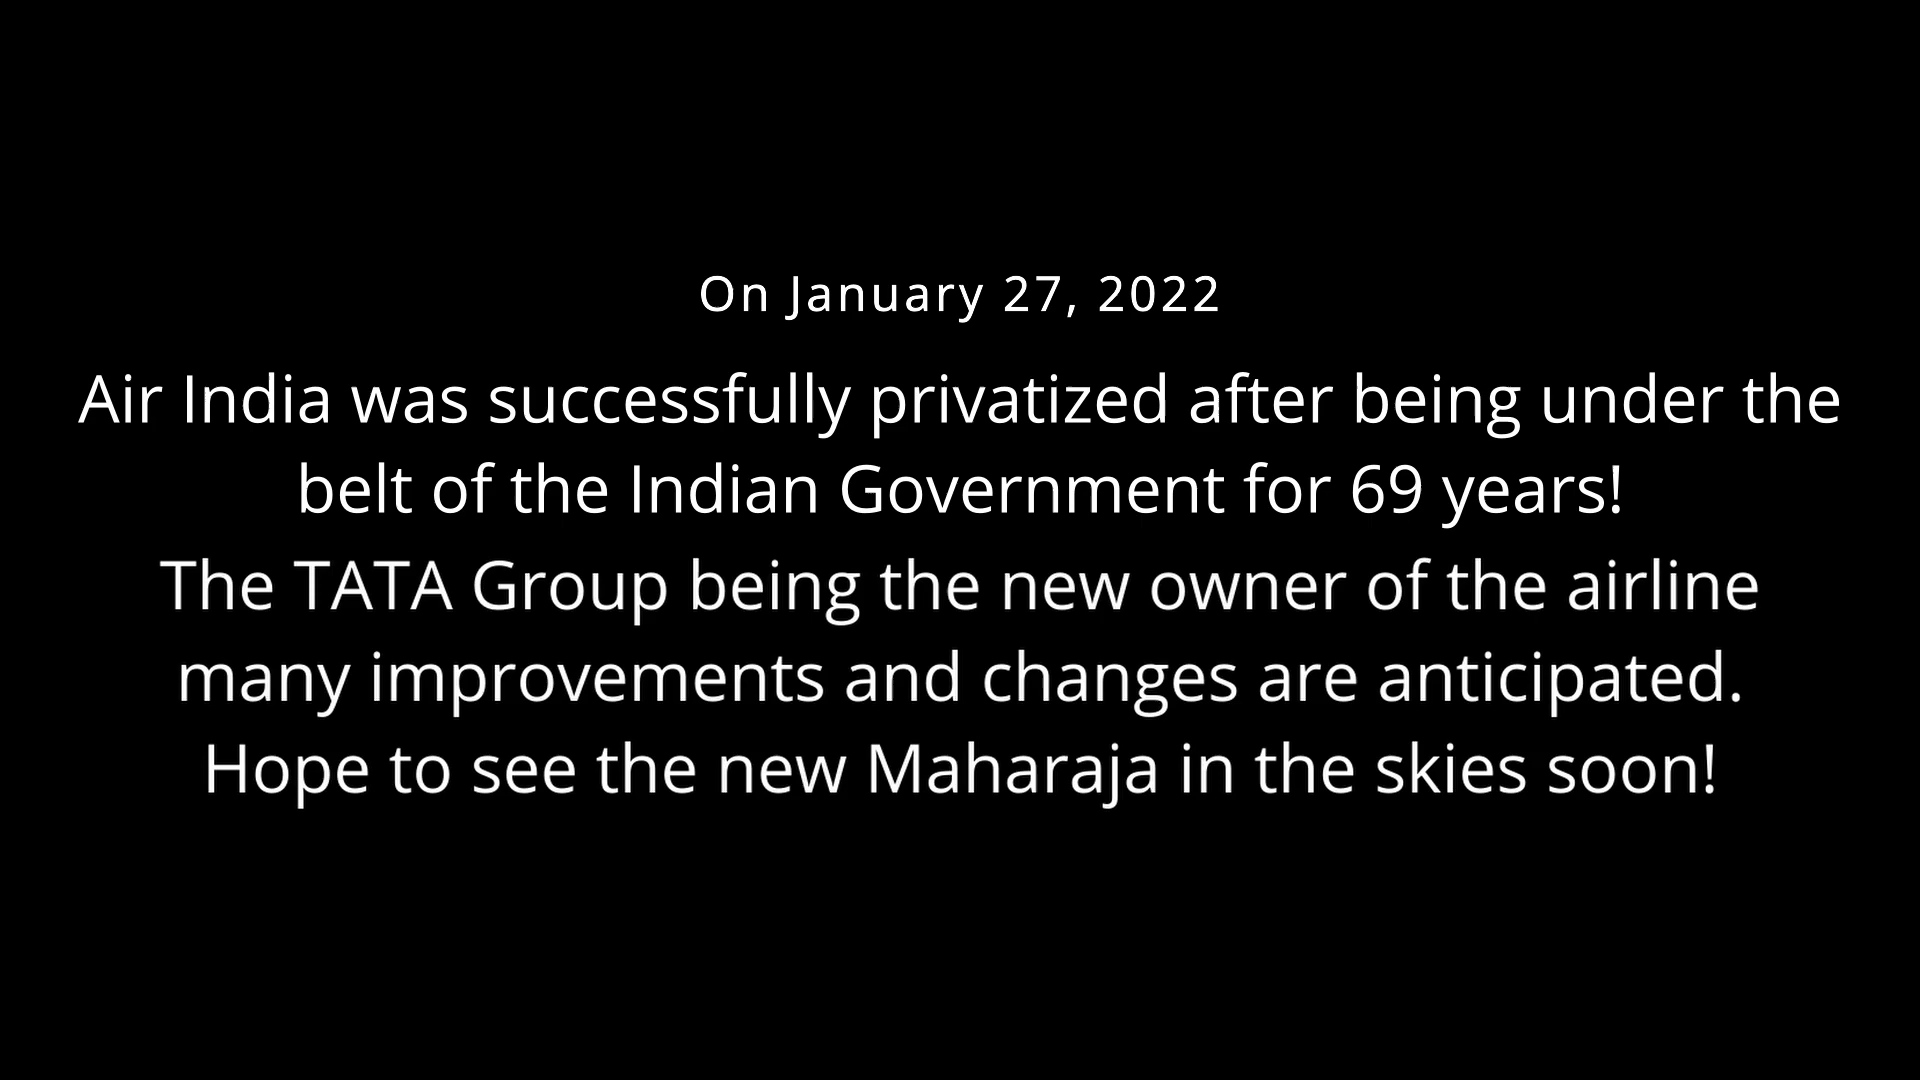 On January 27, 2022
Air India was successfully privatized after being under the
belt of the Indian Government for 69 years!
The TATA Group being the new owner of the airline
many improvements and changes are anticipated.
Hope to see the new Maharaja in the skies soon!